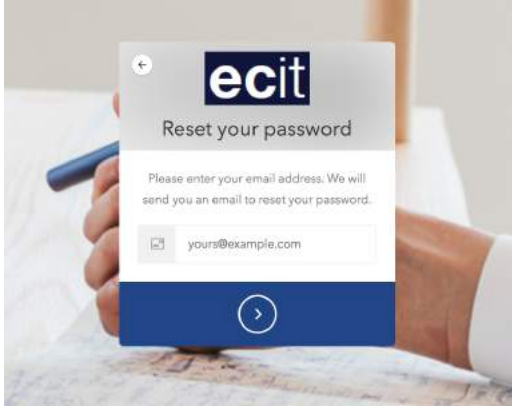 ecit
Reset your password
Please enter your email address. We will
send you an email to reset your password.
yours@example.com